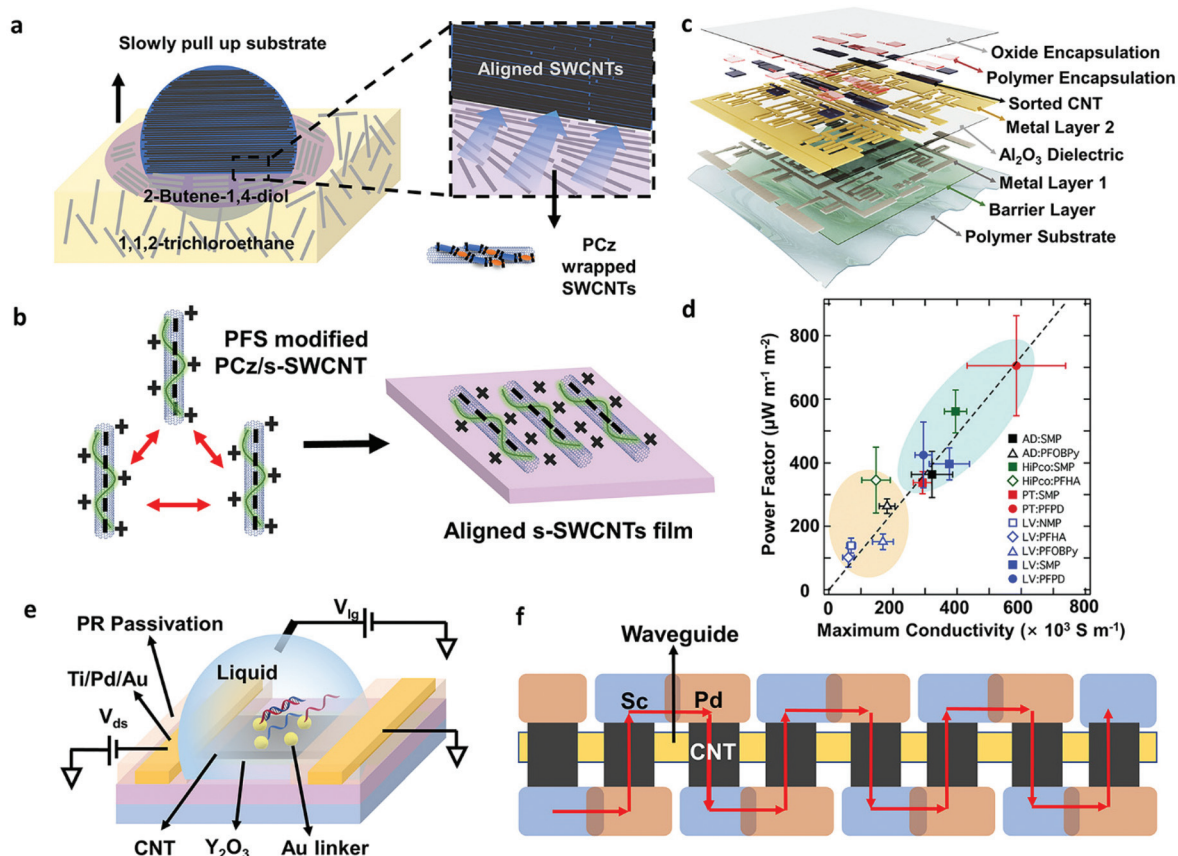 a
Slowly pull up substrate
2-Butene-1,4-diol
1,1,2-trichloroethane
Aligned SWCNTs
PCz
wrapped
SWCNTs
c
Oxide Encapsulation
Polymer Encapsulation
Sorted CNT
Metal Layer 2
Al₂O₃ Dielectric
Metal Layer 1
Barrier Layer
Polymer Substrate
b
PFS modified
PCz/s-SWCNT
Aligned s-SWCNTs film
d
Power Factor (μW m⁻¹ m⁻²)
800
600
400
200
0
0 200 400 600 800
Maximum Conductivity (× 10³ S m⁻¹)
AD:SMP
AD:PFOBPy
HiPco:SMP
HiPco:PFHA
PT:SMP
PT:PFPD
LV:NMP
LV:PFHA
LV:PFOBPy
LV:SMP
LV:PFPD
e
PR Passivation
Ti/Pd/Au
V_ds
V_lg
Liquid
CNT
Y₂O₃
Au linker
f
Waveguide
Sc
Pd
CNT